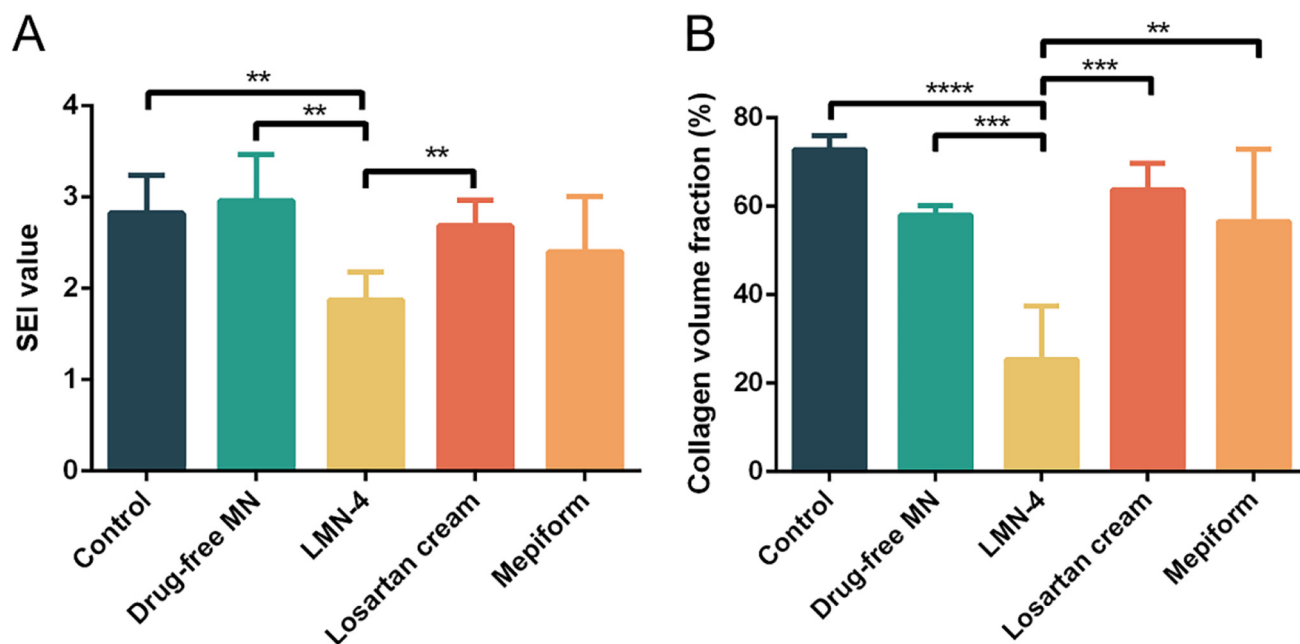 A
SEI value
4
3
2
1
0
**
**
**
Control
Drug-free MN
LMN-4
Losartan cream
Mepiform
B
Collagen volume fraction (%)
80
60
40
20
0
**
***
****
***
Control
Drug-free MN
LMN-4
Losartan cream
Mepiform